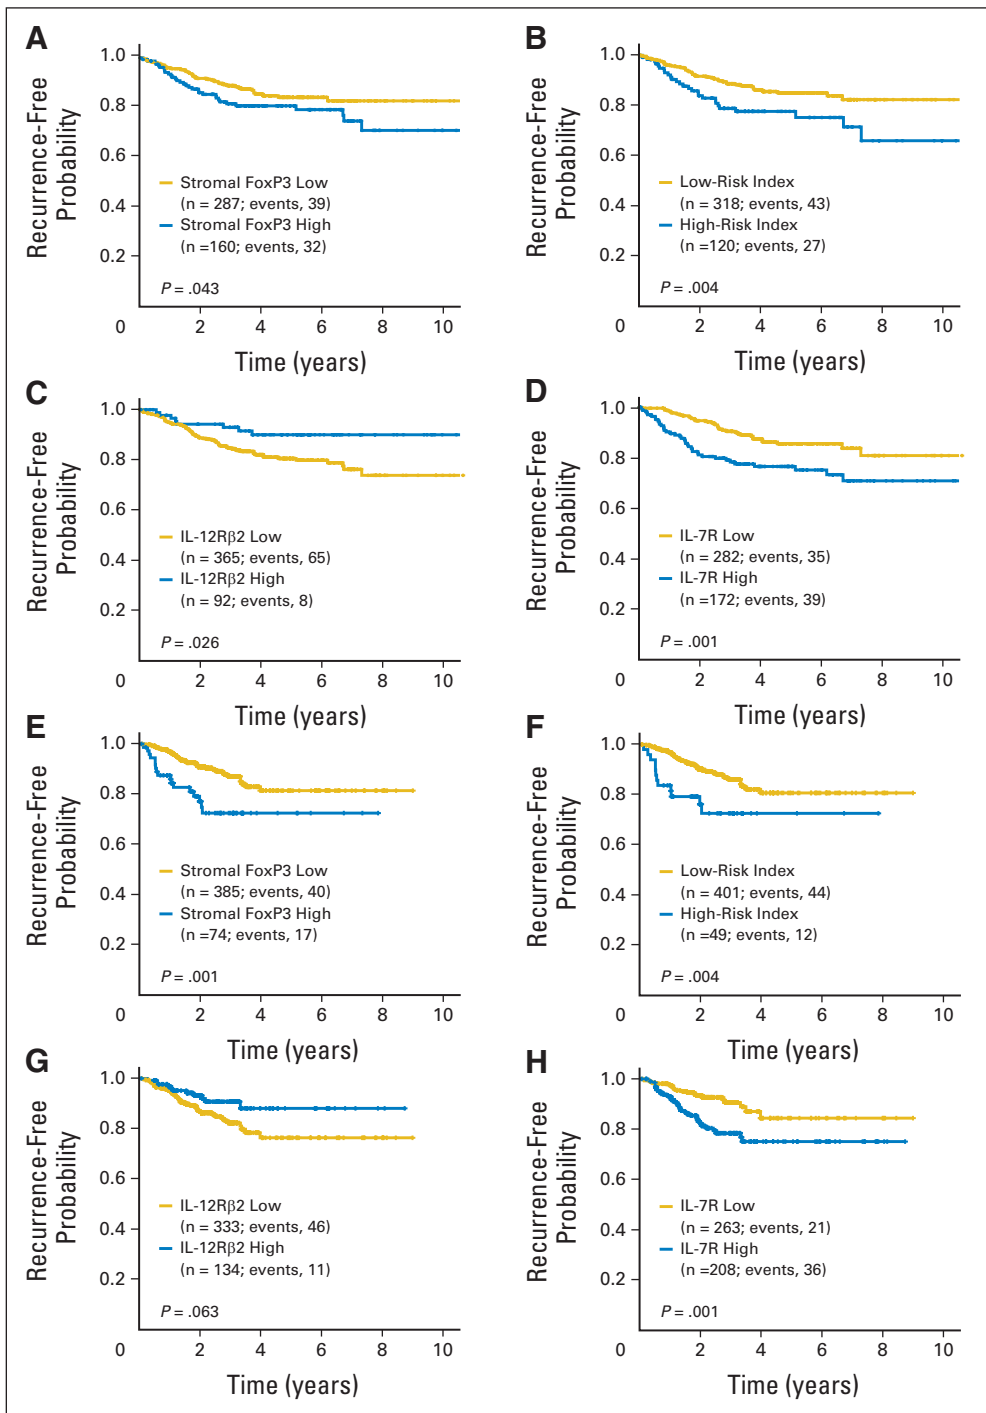 A
Recurrence-Free
Probability
1.0
0.8
0.6
0.4
0.2
Stromal FoxP3 Low
(n = 287; events, 39)
Stromal FoxP3 High
(n =160; events, 32)
P = .043
0 2 4 6 8 10
Time (years)
B
Recurrence-Free
Probability
1.0
0.8
0.6
0.4
0.2
Low-Risk Index
(n = 318; events, 43)
High-Risk Index
(n =120; events, 27)
P = .004
0 2 4 6 8 10
Time (years)
C
Recurrence-Free
Probability
1.0
0.8
0.6
0.4
0.2
IL-12Rβ2 Low
(n = 365; events, 65)
IL-12Rβ2 High
(n = 92; events, 8)
P = .026
0 2 4 6 8 10
Time (years)
D
Recurrence-Free
Probability
1.0
0.8
0.6
0.4
0.2
IL-7R Low
(n = 282; events, 35)
IL-7R High
(n =172; events, 39)
P = .001
0 2 4 6 8 10
Time (years)
E
Recurrence-Free
Probability
1.0
0.8
0.6
0.4
0.2
Stromal FoxP3 Low
(n = 385; events, 40)
Stromal FoxP3 High
(n =74; events, 17)
P = .001
0 2 4 6 8 10
Time (years)
F
Recurrence-Free
Probability
1.0
0.8
0.6
0.4
0.2
Low-Risk Index
(n = 401; events, 44)
High-Risk Index
(n =49; events, 12)
P = .004
0 2 4 6 8 10
Time (years)
G
Recurrence-Free
Probability
1.0
0.8
0.6
0.4
0.2
IL-12Rβ2 Low
(n = 333; events, 46)
IL-12Rβ2 High
(n = 134; events, 11)
P = .063
0 2 4 6 8 10
Time (years)
H
Recurrence-Free
Probability
1.0
0.8
0.6
0.4
0.2
IL-7R Low
(n = 263; events, 21)
IL-7R High
(n =208; events, 36)
P = .001
0 2 4 6 8 10
Time (years)